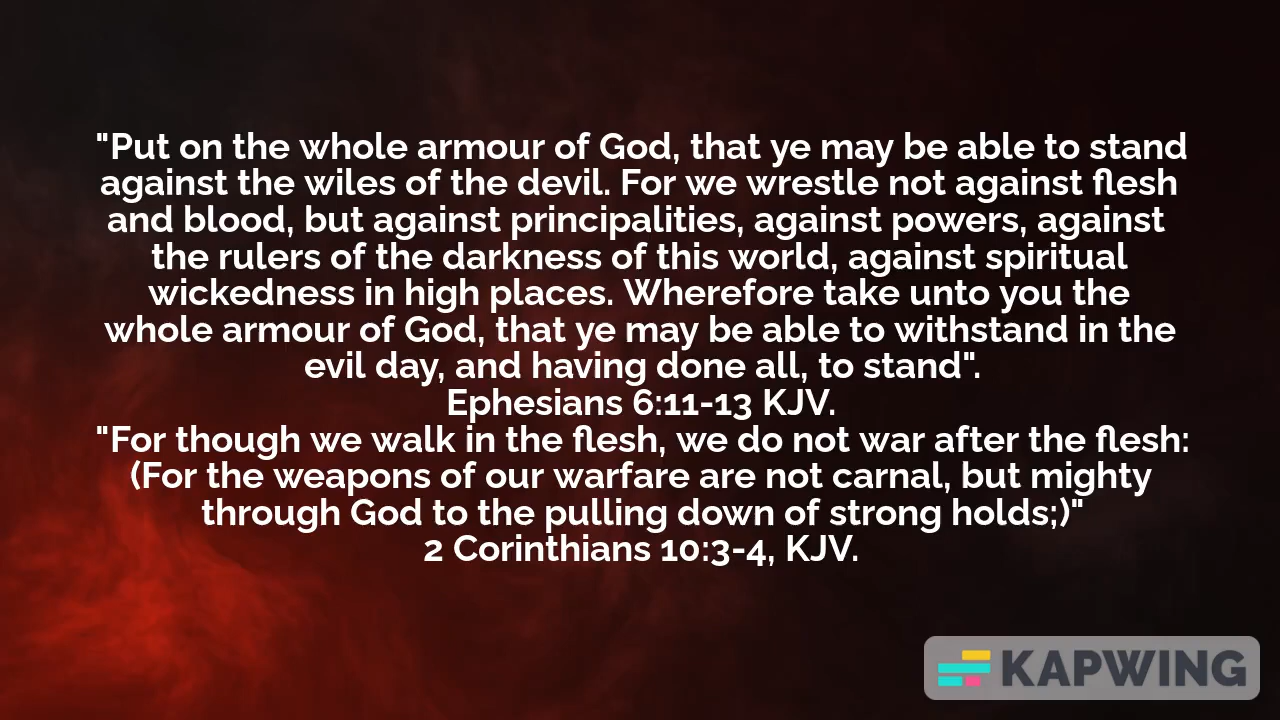 "Put on the whole armour of God, that ye may be able to stand
against the wiles of the devil. For we wrestle not against flesh
and blood, but against principalities, against powers, against
the rulers of the darkness of this world, against spiritual
wickedness in high places. Wherefore take unto you the
whole armour of God, that ye may be able to withstand in the
evil day, and having done all, to stand".
Ephesians 6:11-13 KJV.
"For though we walk in the flesh, we do not war after the flesh:
(For the weapons of our warfare are not carnal, but mighty
through God to the pulling down of strong holds;)"
2 Corinthians 10:3-4, KJV.
KAPWING